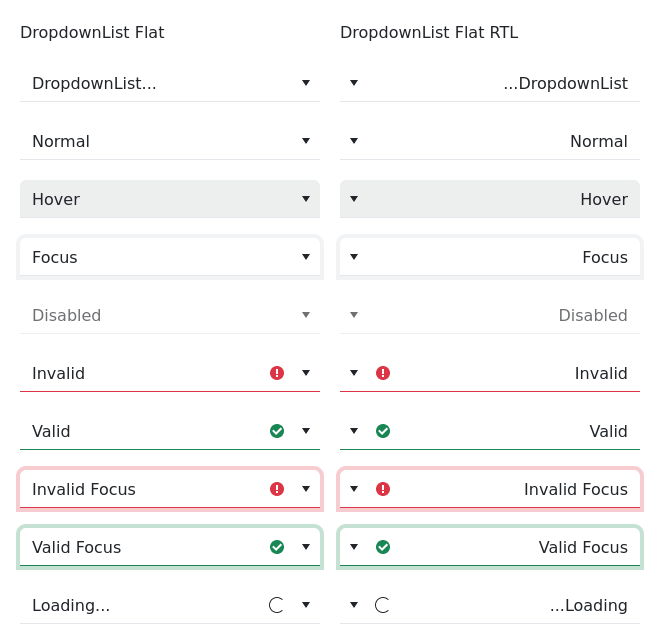 DropdownList Flat
DropdownList Flat RTL
DropdownList...
...DropdownList
Normal
Normal
Hover
Hover
Focus
Focus
Disabled
Disabled
Invalid
Invalid
Valid
Valid
Invalid Focus
Invalid Focus
Valid Focus
Valid Focus
Loading...
...Loading